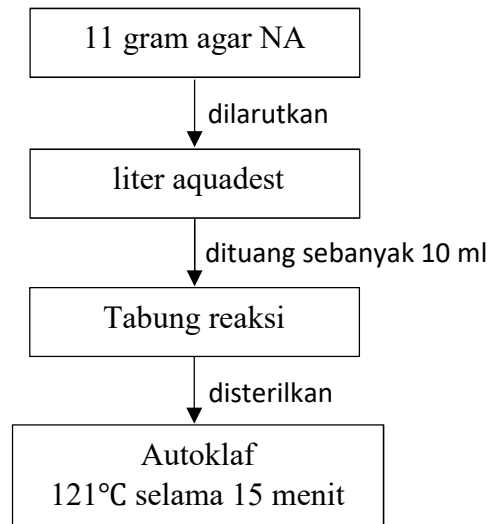 11 gram agar NA
dilarutkan
liter aquadest
dituang sebanyak 10 ml
Tabung reaksi
disterilkan
Autoklaf
121°C selama 15 menit